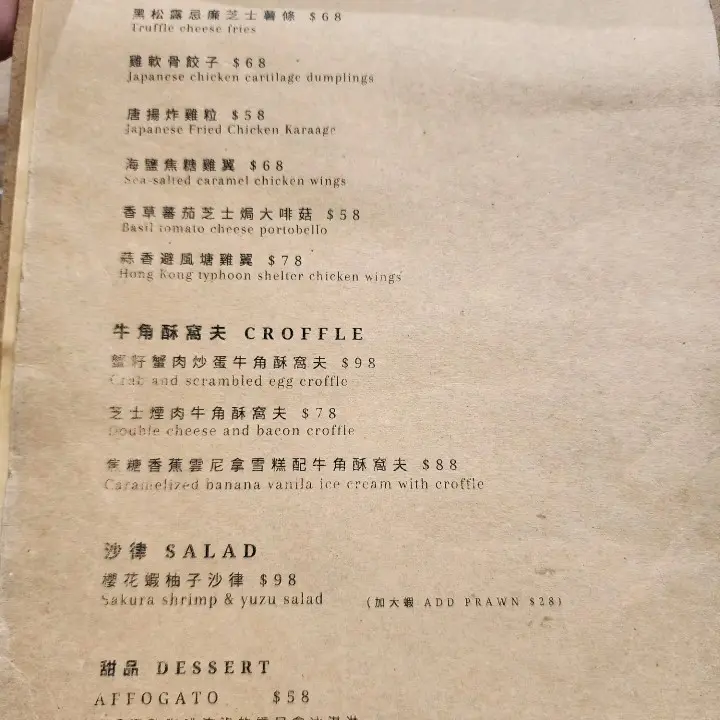 黑松露忌廉芝士薯條 $68
Truffle cheese fries
雞軟骨餃子 $68
Japanese chicken cartilage dumplings
唐揚炸雞粒 $58
Japanese Fried Chicken Karaage
海鹽焦糖雞翼 $68
Sea-salted caramel chicken wings
香草蕃茄芝士焗大啡菇 $58
Basil tomato cheese portobello
蒜香避風塘雞翼 $78
Hong Kong typhoon shelter chicken wings
牛角酥窩夫 CROFFLE
蟹籽蟹肉炒蛋牛角酥窩夫 $98
Crab and scrambled egg croffle
芝士煙肉牛角酥窩夫 $78
Double cheese and bacon croffle
焦糖香蕉雲尼拿雪糕配牛角酥窩夫 $88
Caramelized banana vanila ice cream with croffle
沙律 SALAD
櫻花蝦柚子沙律 $98
Sakura shrimp & yuzu salad (加大蝦 ADD PRAWN $28)
甜品 DESSERT
AFFOGATO $58